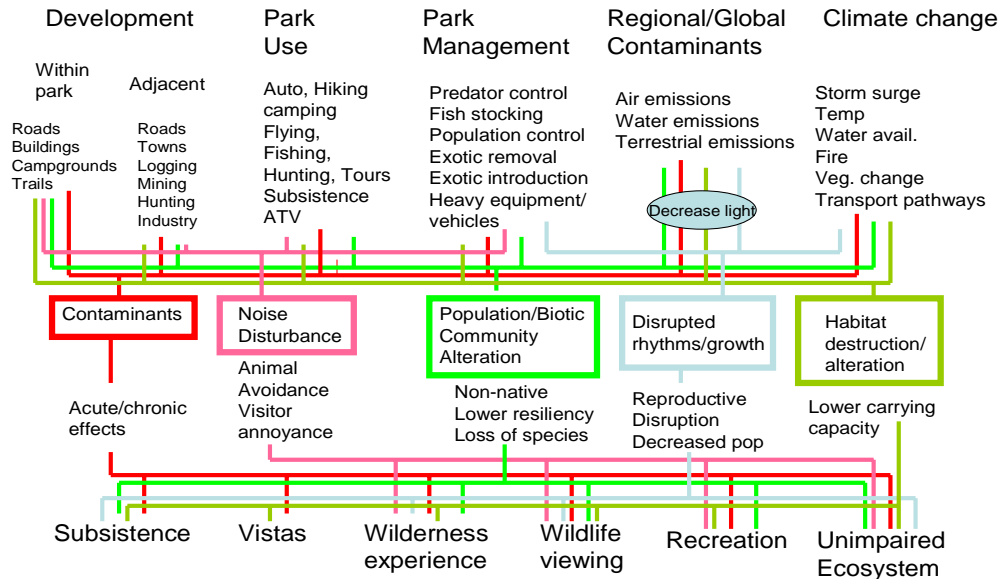 Development
Park
Use
Park
Management
Regional/Global
Contaminants
Climate change
Within
park
Roads
Buildings
Campgrounds
Trails
Adjacent
Roads
Towns
Logging
Mining
Hunting
Industry
Auto, Hiking
camping
Flying,
Fishing,
Hunting, Tours
Subsistence
ATV
Predator control
Fish stocking
Population control
Exotic removal
Exotic introduction
Heavy equipment/
vehicles
Air emissions
Water emissions
Terrestrial emissions
Decrease light
Storm surge
Temp
Water avail.
Fire
Veg. change
Transport pathways
Contaminants
Noise
Disturbance
Population/Biotic
Community
Alteration
Disrupted
rhythms/growth
Habitat
destruction/
alteration
Acute/chronic
effects
Animal
Avoidance
Visitor
annoyance
Non-native
Lower resiliency
Loss of species
Reproductive
Disruption
Decreased pop
Lower carrying
capacity
Subsistence
Vistas
Wilderness
experience
Wildlife
viewing
Recreation
Unimpaired
Ecosystem